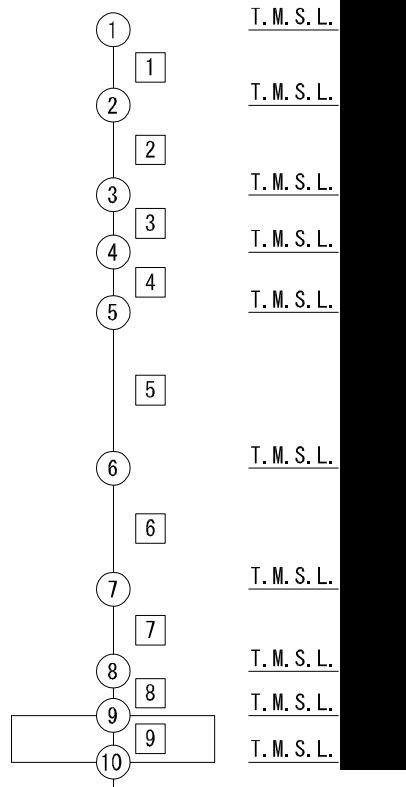 1 T.M.S.L.
1
2 T.M.S.L.
2
3 T.M.S.L.
3
4 T.M.S.L.
4
5 T.M.S.L.
5
6 T.M.S.L.
6
7 T.M.S.L.
7
8 T.M.S.L.
8
9 T.M.S.L.
9
10 T.M.S.L.